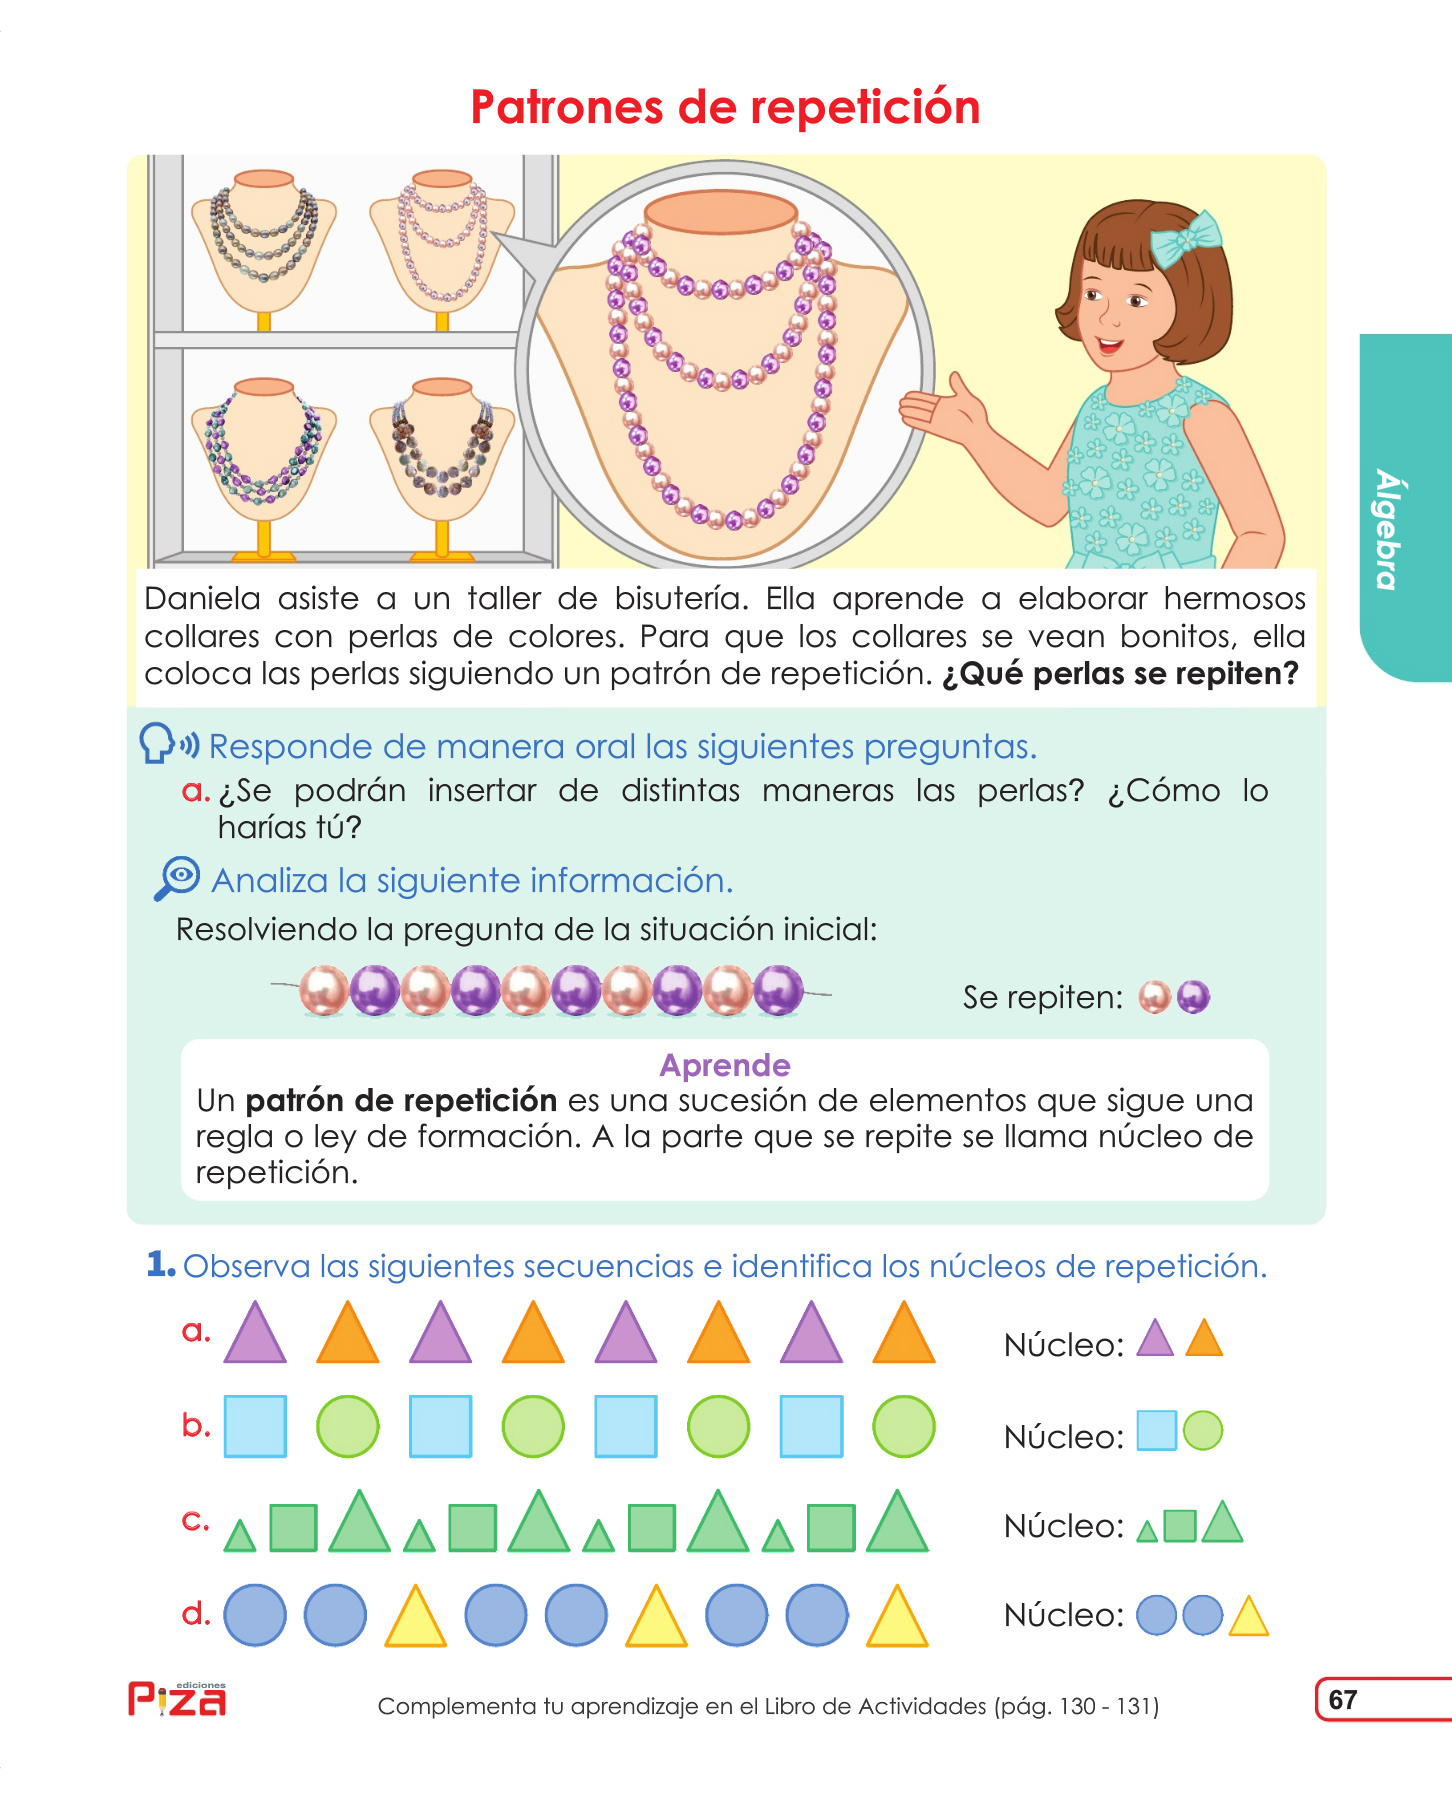 Patrones de repetición
Álgebra
Daniela asiste a un taller de bisutería. Ella aprende a elaborar hermosos
collares con perlas de colores. Para que los collares se vean bonitos, ella
coloca las perlas siguiendo un patrón de repetición. ¿Qué perlas se repiten?
Responde de manera oral las siguientes preguntas.
a. ¿Se podrán insertar de distintas maneras las perlas? ¿Cómo lo
harías tú?
Analiza la siguiente información.
Resolviendo la pregunta de la situación inicial:
Se repiten:
Aprende
Un patrón de repetición es una sucesión de elementos que sigue una
regla o ley de formación. A la parte que se repite se llama núcleo de
repetición.
1. Observa las siguientes secuencias e identifica los núcleos de repetición.
a. Núcleo:
b. Núcleo:
c. Núcleo:
d. Núcleo:
ediciones
Piza
Complementa tu aprendizaje en el Libro de Actividades (pág. 130 - 131)
67